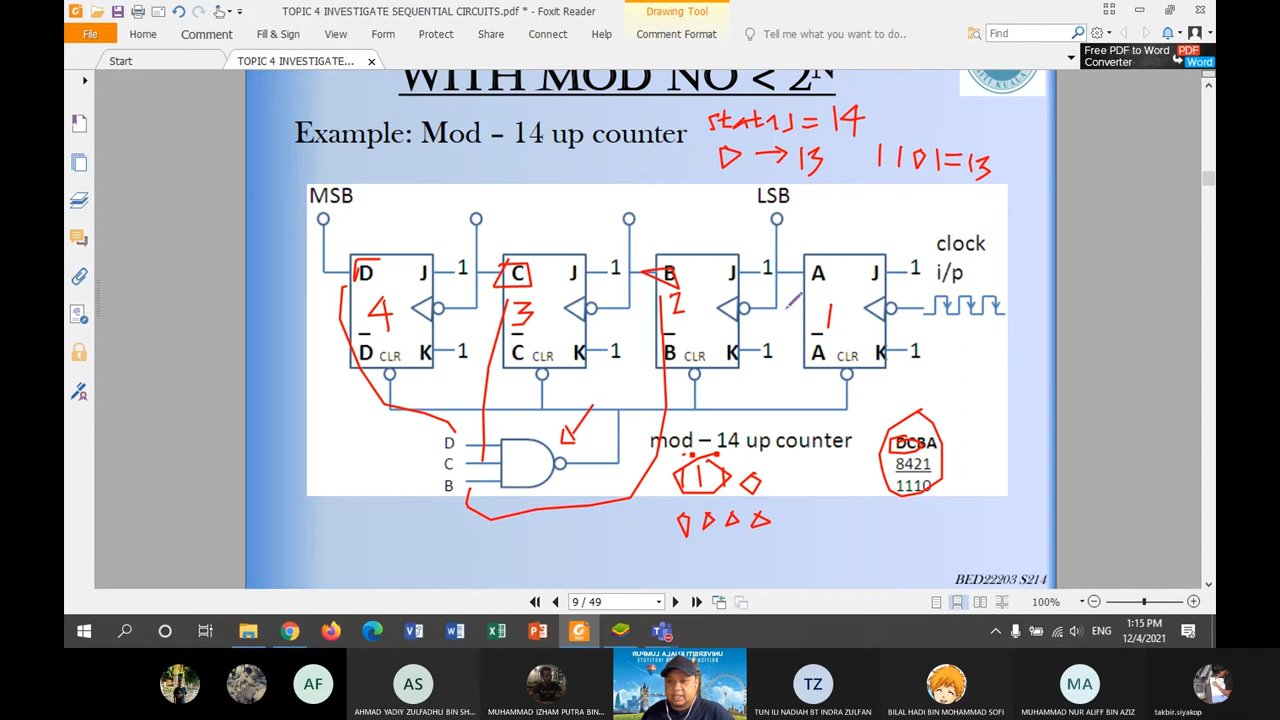 TOPIC 4 INVESTIGATE SEQUENTIAL CIRCUITS.pdf * - Foxit Reader
Drawing Tool
File Home Comment Fill & Sign View Form Protect Share Connect Help Comment Format Tell me what you want to do.. Find
Start
TOPIC 4 INVESTIGATE...
Free PDF to Word
Converter
PDF
Word
WITH MOD NO < 2ᴺ
Example: Mod – 14 up counter
states = 14
0 → 13 1101 = 13
MSB LSB
clock
i/p
D J 1 C J 1 B J 1 A J 1
4 3 2 1
D̅ CLR K 1 C̅ CLR K 1 B̅ CLR K 1 A̅ CLR K 1
D
C
B
mod – 14 up counter
DCBA
8421
1110
111 0
0 0 0 0
BED22203 S214
9 / 49
100%
ENG
1:15 PM
12/4/2021
AF
AS
TZ
MA
AHMAD YADIY ZULFADHLI BIN SH...
MUHAMMAD IZHAM PUTRA BIN...
TUN ILI NADIAH BT INDRA ZULFAN
BILAL HADI BIN MOHAMMAD SOFI
MUHAMMAD NUR ALIFF BIN AZIZ
takbir.siyakop